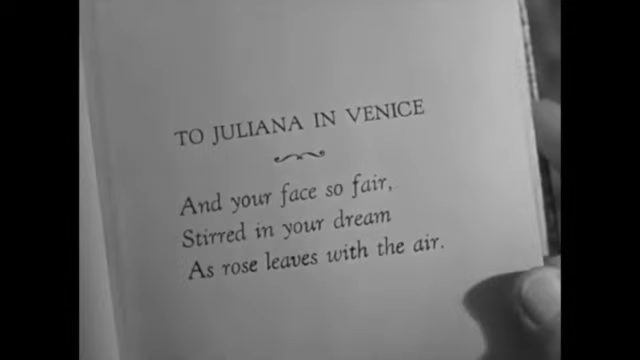 TO JULIANA IN VENICE
And your face so fair,
Stirred in your dream
As rose leaves with the air.